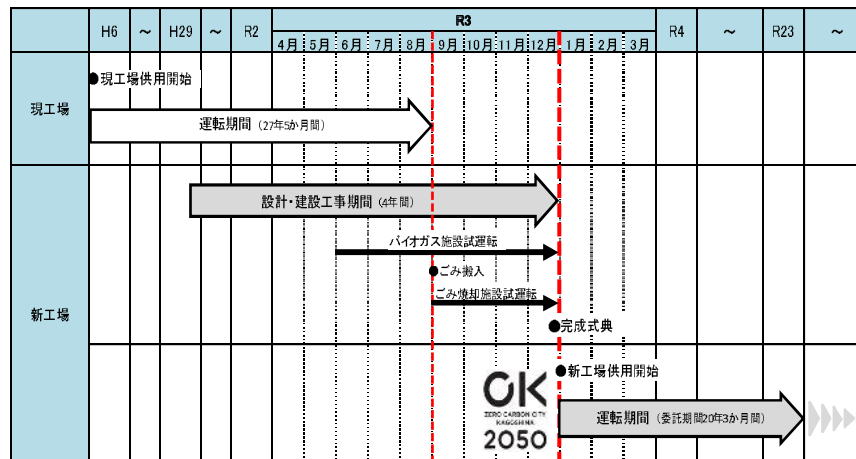 H6 ～ H29 ～ R2 R3 R4 ～ R23 ～
4月 5月 6月 7月 8月 9月 10月 11月 12月 1月 2月 3月
現工場
●現工場供用開始
運転期間（27年5か月間）
新工場
設計・建設工事期間（4年間）
バイオガス施設試運転
●ごみ搬入
ごみ焼却施設試運転
●完成式典
●新工場供用開始
運転期間（委託期間20年3か月間）
ZERO CARBON CITY
KAGOSHIMA
2050